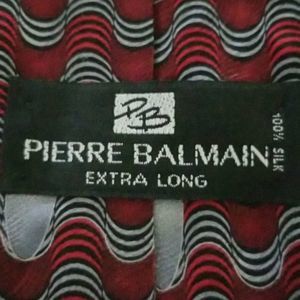 PB
PIERRE BALMAIN
EXTRA LONG
100% SILK